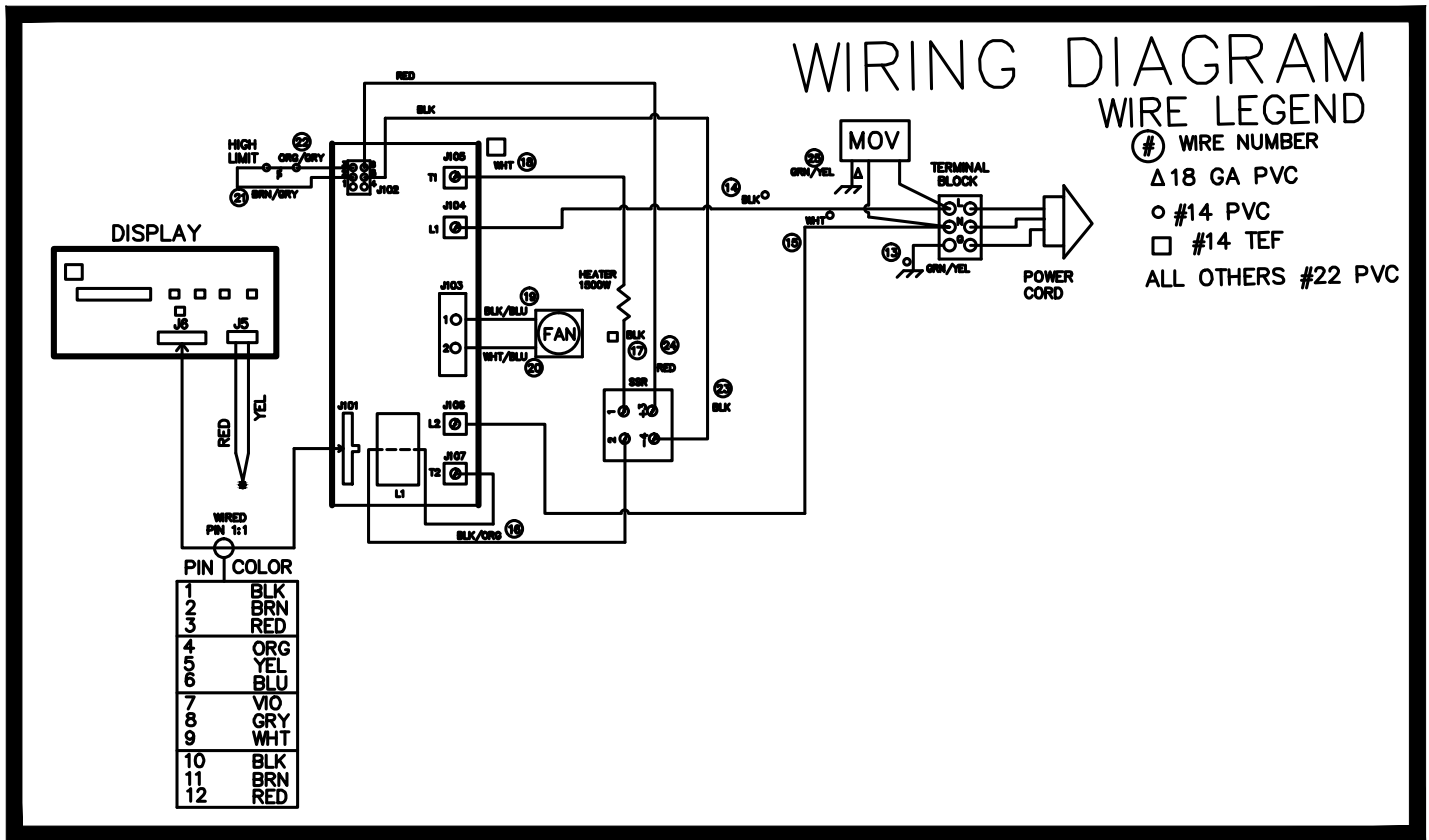 WIRING DIAGRAM
WIRE LEGEND
# WIRE NUMBER
Δ 18 GA PVC
#14 PVC
#14 TEF
ALL OTHERS #22 PVC
RED
BLK
HIGH
LIMIT
22
ORG/GRY
F
21
BRN/GRY
J102
J105
T1
WHT 18
J104
L1
J103
1
2
19
BLK/BLU
FAN
WHT/BLU
20
HEATER
1500W
BLK
17
24
RED
SSR
1
2
23
BLK
J101
L1
J106
L2
J107
T2
BLK/ORG 16
MOV
25
GRN/YEL
Δ
14
BLK
WHT
15
13
GRN/YEL
TERMINAL
BLOCK
L
N
G
POWER
CORD
DISPLAY
J6
J5
RED
YEL
WIRED
PIN 1:1
PIN COLOR
1 BLK
2 BRN
3 RED
4 ORG
5 YEL
6 BLU
7 VIO
8 GRY
9 WHT
10 BLK
11 BRN
12 RED